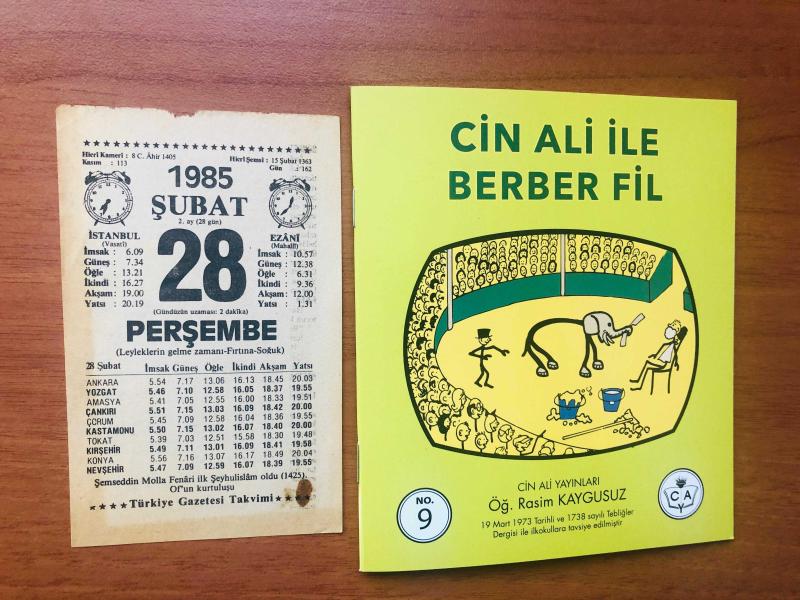 Hicri Kameri : 8 C. Âhir 1405
Kasım : 113
Hicri Şemsi : 15 Şubat 1363
Gün : 162
1985
ŞUBAT
2. ay (28 gün)
28
İSTANBUL
(Vasatî)
İmsak : 6.09
Güneş : 7.34
Öğle : 13.21
İkindi : 16.27
Akşam : 19.00
Yatsı : 20.19
EZÂNİ
(Mahallî)
İmsak : 10.57
Güneş : 12.38
Öğle : 6.31
İkindi : 9.36
Akşam : 12.00
Yatsı : 1.31
(Gündüzün uzaması: 2 dakika)
PERŞEMBE
(Leyleklerin gelme zamanı-Fırtına-Soğuk)
28 Şubat İmsak Güneş Öğle İkindi Akşam Yatsı
ANKARA 5.54 7.17 13.06 16.13 18.45 20.03
YOZGAT 5.46 7.10 12.58 16.05 18.37 19.55
AMASYA 5.41 7.05 12.55 16.00 18.33 19.51
ÇANKIRI 5.51 7.15 13.03 16.09 18.42 20.00
ÇORUM 5.45 7.09 12.58 16.04 18.36 19.55
KASTAMONU 5.50 7.15 13.02 16.07 18.40 20.00
TOKAT 5.39 7.03 12.51 15.58 18.30 19.48
KIRŞEHİR 5.49 7.11 13.01 16.09 18.41 19.58
KONYA 5.56 7.16 13.07 16.17 18.49 20.04
NEVŞEHİR 5.47 7.09 12.59 16.07 18.39 19.55
Şemseddin Molla Fenâri ilk Şeyhulislâm oldu (1425).
Of'un kurtuluşu
Türkiye Gazetesi Takvimi
CİN ALİ İLE
BERBER FİL
NO.
9
CİN ALİ YAYINLARI
Öğ. Rasim KAYGUSUZ
19 Mart 1973 Tarihli ve 1738 sayılı Tebliğler
Dergisi ile ilkokullara tavsiye edilmiştir
C A
Y